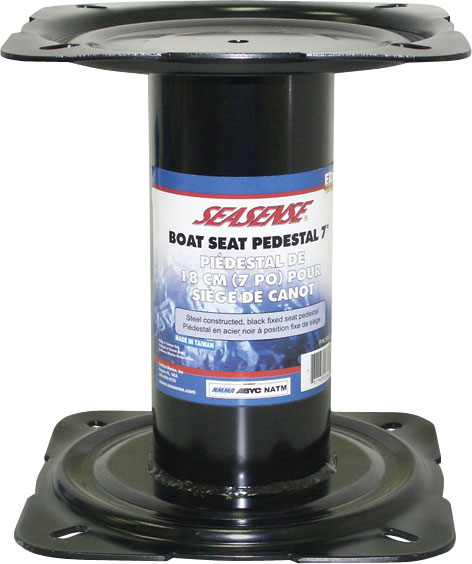 SEASENSE®
BOAT SEAT PEDESTAL 7"
PIÉDESTAL DE
18 CM (7 PO) POUR
SIÈGE DE CANOT
Steel constructed, black fixed seat pedestal
Piédestal en acier noir à position fixe de siège
MADE IN TAIWAN
NMMA ABYC NATM